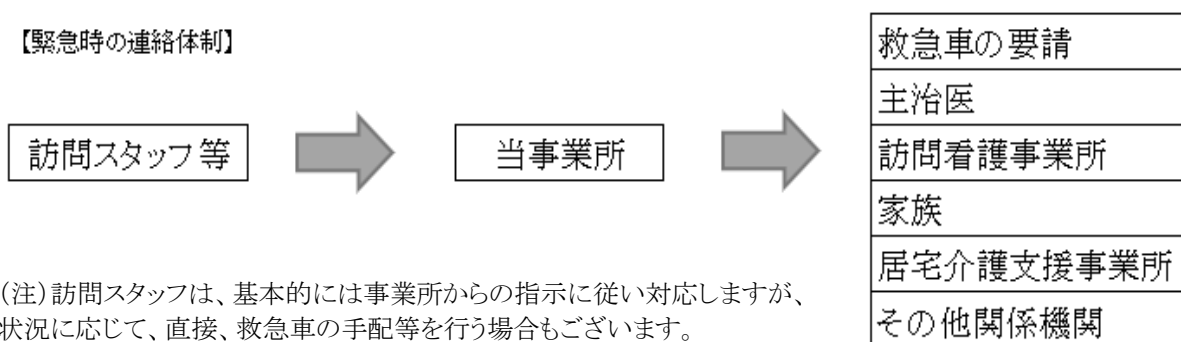 【緊急時の連絡体制】
訪問スタッフ等
当事業所
救急車の要請
主治医
訪問看護事業所
家族
居宅介護支援事業所
その他関係機関
（注）訪問スタッフは、基本的には事業所からの指示に従い対応しますが、
状況に応じて、直接、救急車の手配等を行う場合もございます。